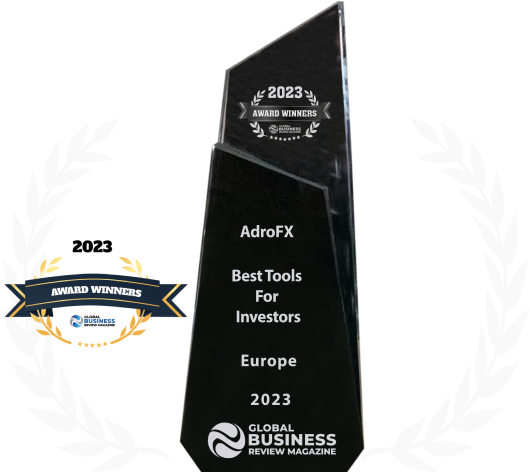 2023
AWARD WINNERS
GLOBAL
BUSINESS
REVIEW MAGAZINE
AdroFX
Best Tools
For
Investors
Europe
2023
GLOBAL
BUSINESS
REVIEW MAGAZINE
2023
AWARD WINNERS
GLOBAL
BUSINESS
REVIEW MAGAZINE